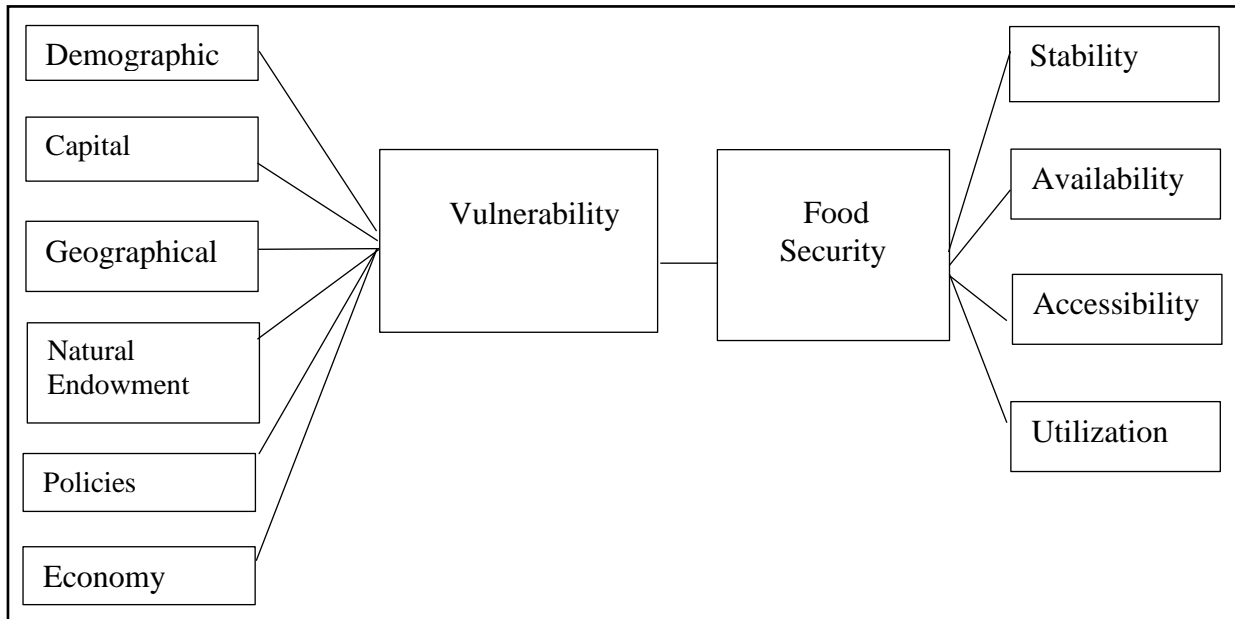 Demographic
Capital
Geographical
Natural
Endowment
Policies
Economy
Vulnerability
Food
Security
Stability
Availability
Accessibility
Utilization